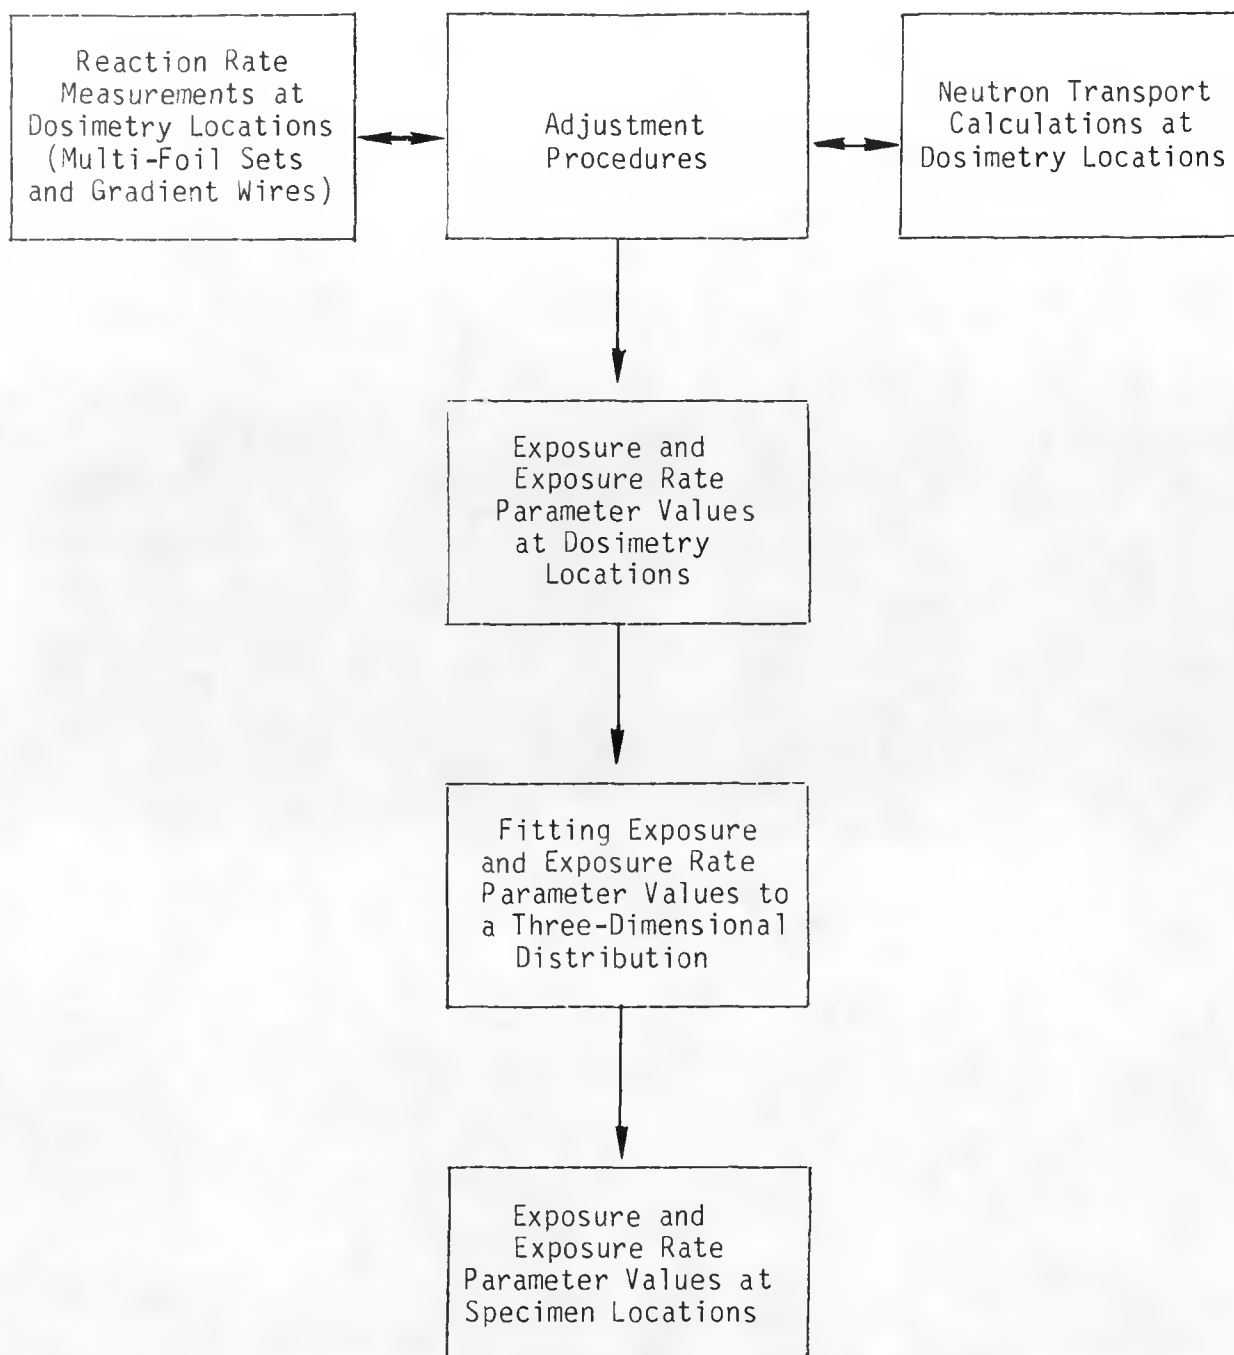 Reaction Rate
Measurements at
Dosimetry Locations
(Multi-Foil Sets
and Gradient Wires)
Adjustment
Procedures
Neutron Transport
Calculations at
Dosimetry Locations
Exposure and
Exposure Rate
Parameter Values
at Dosimetry
Locations
Fitting Exposure
and Exposure Rate
Parameter Values to
a Three-Dimensional
Distribution
Exposure and
Exposure Rate
Parameter Values at
Specimen Locations